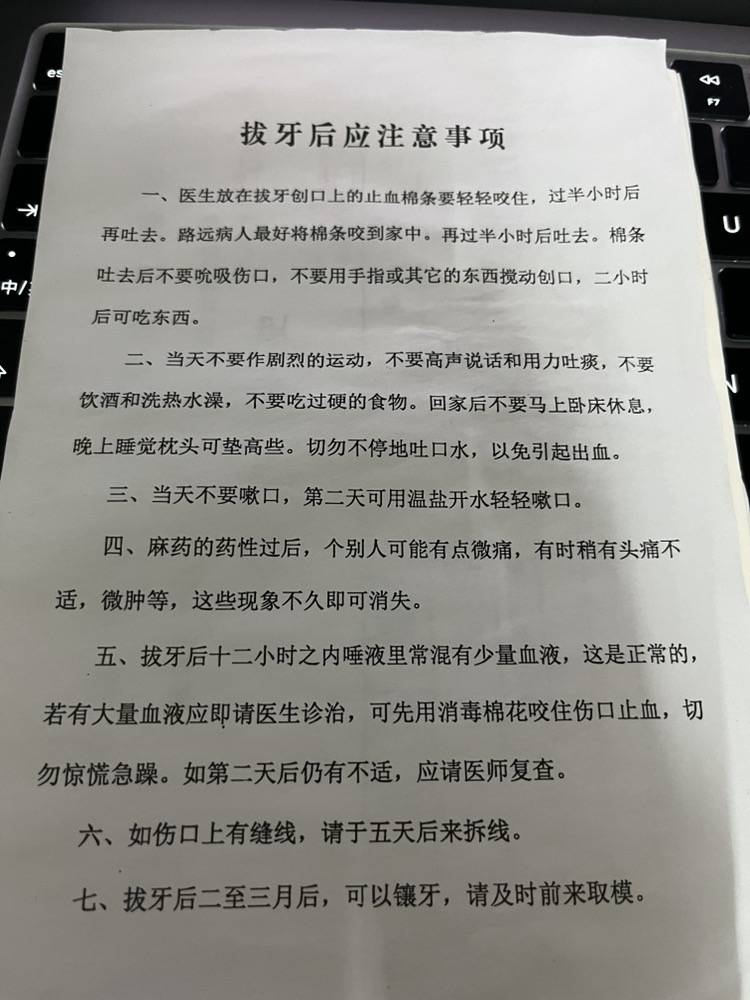 拔牙后应注意事项
一、医生放在拔牙创口上的止血棉条要轻轻咬住，过半小时后
再吐去。路远病人最好将棉条咬到家中。再过半小时后吐去。棉条
吐去后不要吮吸伤口，不要用手指或其它的东西搅动创口，二小时
后可吃东西。
二、当天不要作剧烈的运动，不要高声说话和用力吐痰，不要
饮酒和洗热水澡，不要吃过硬的食物。回家后不要马上卧床休息，
晚上睡觉枕头可垫高些。切勿不停地吐口水，以免引起出血。
三、当天不要嗽口，第二天可用温盐开水轻轻嗽口。
四、麻药的药性过后，个别人可能有点微痛，有时稍有头痛不
适，微肿等，这些现象不久即可消失。
五、拔牙后十二小时之内唾液里常混有少量血液，这是正常的，
若有大量血液应即请医生诊治，可先用消毒棉花咬住伤口止血，切
勿惊慌急躁。如第二天后仍有不适，应请医师复查。
六、如伤口上有缝线，请于五天后来拆线。
七、拔牙后二至三月后，可以镶牙，请及时前来取模。
es
F7
U
N
中/